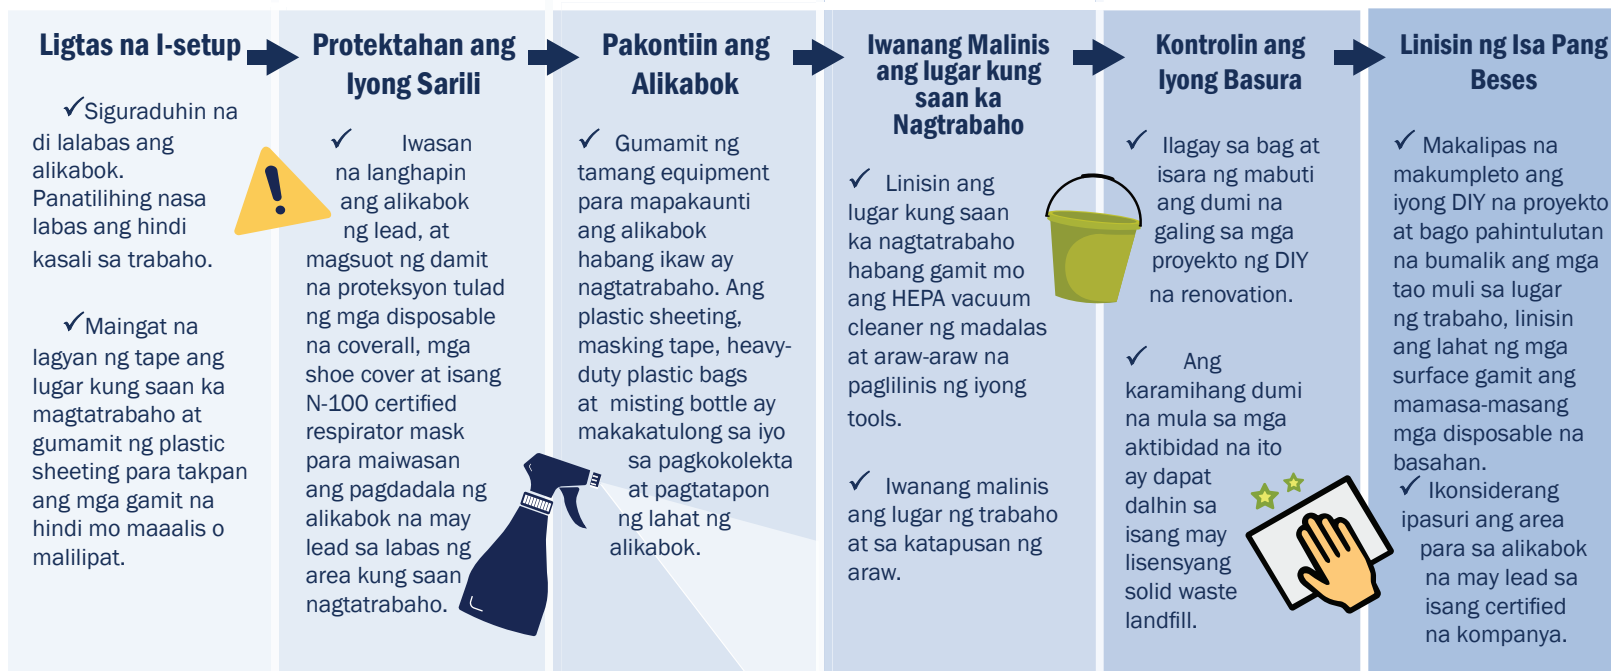 Ligtas na I-setup
✓Siguraduhin na
di lalabas ang
alikabok.
Panatilihing nasa
labas ang hindi
kasali sa trabaho.
✓Maingat na
lagyan ng tape ang
lugar kung saan ka
magtatrabaho at
gumamit ng plastic
sheeting para takpan
ang mga gamit na
hindi mo maaalis o
malilipat.
Protektahan ang
Iyong Sarili
✓ Iwasan
na langhapin
ang alikabok
ng lead, at
magsuot ng damit
na proteksyon tulad
ng mga disposable
na coverall, mga
shoe cover at isang
N-100 certified
respirator mask
para maiwasan
ang pagdadala ng
alikabok na may
lead sa labas ng
area kung saan
nagtatrabaho.
Pakontiin ang
Alikabok
✓ Gumamit ng
tamang equipment
para mapakaunti
ang alikabok
habang ikaw ay
nagtatrabaho. Ang
plastic sheeting,
masking tape, heavy-
duty plastic bags
at misting bottle ay
makakatulong sa iyo
sa pagkokolekta
at pagtatapon
ng lahat ng
alikabok.
Iwanang Malinis
ang lugar kung
saan ka
Nagtrabaho
✓ Linisin ang
lugar kung saan
ka nagtatrabaho
habang gamit mo
ang HEPA vacuum
cleaner ng madalas
at araw-araw na
paglilinis ng iyong
tools.
✓ Iwanang malinis
ang lugar ng trabaho
at sa katapusan ng
araw.
Kontrolin ang
Iyong Basura
✓ Ilagay sa bag at
isara ng mabuti
ang dumi na
galing sa mga
proyekto ng DIY
na renovation.
✓ Ang
karamihang dumi
na mula sa mga
aktibidad na ito
ay dapat
dalhin sa
isang may
lisensyang
solid waste
landfill.
Linisin ng Isa Pang
Beses
✓ Makalipas na
makumpleto ang
iyong DIY na proyekto
at bago pahintulutan
na bumalik ang mga
tao muli sa lugar
ng trabaho, linisin
ang lahat ng mga
surface gamit ang
mamasa-masang
mga disposable na
basahan.
✓ Ikonsiderang
ipasuri ang area
para sa alikabok
na may lead sa
isang certified
na kompanya.